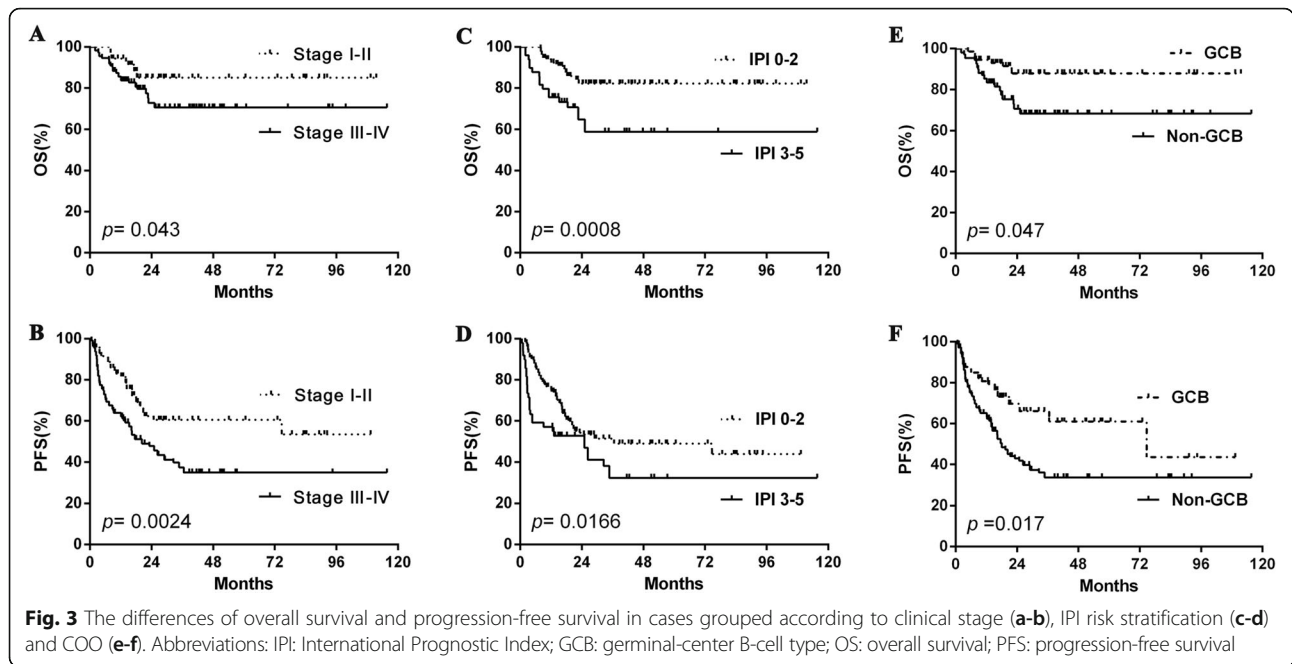 A
100
80
60
40
20
0
OS(%)
Stage I-II
Stage III-IV
p= 0.043
0 24 48 72 96 120
Months
C
100
80
60
40
20
0
OS(%)
IPI 0-2
IPI 3-5
p= 0.0008
0 24 48 72 96 120
Months
E
100
80
60
40
20
0
OS(%)
GCB
Non-GCB
p= 0.047
0 24 48 72 96 120
Months
B
100
80
60
40
20
0
PFS(%)
Stage I-II
Stage III-IV
p= 0.0024
0 24 48 72 96 120
Months
D
100
80
60
40
20
0
PFS(%)
IPI 0-2
IPI 3-5
p= 0.0166
0 24 48 72 96 120
Months
F
100
80
60
40
20
0
PFS(%)
GCB
Non-GCB
p =0.017
0 24 48 72 96 120
Months
Fig. 3 The differences of overall survival and progression-free survival in cases grouped according to clinical stage (a-b), IPI risk stratification (c-d)
and COO (e-f). Abbreviations: IPI: International Prognostic Index; GCB: germinal-center B-cell type; OS: overall survival; PFS: progression-free survival